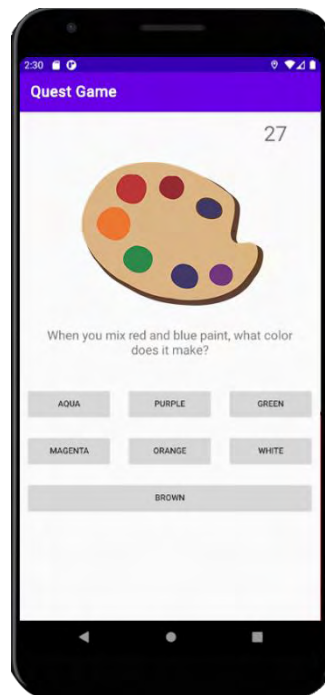 2:30
Quest Game
27
When you mix red and blue paint, what color
does it make?
AQUA PURPLE GREEN
MAGENTA ORANGE WHITE
BROWN